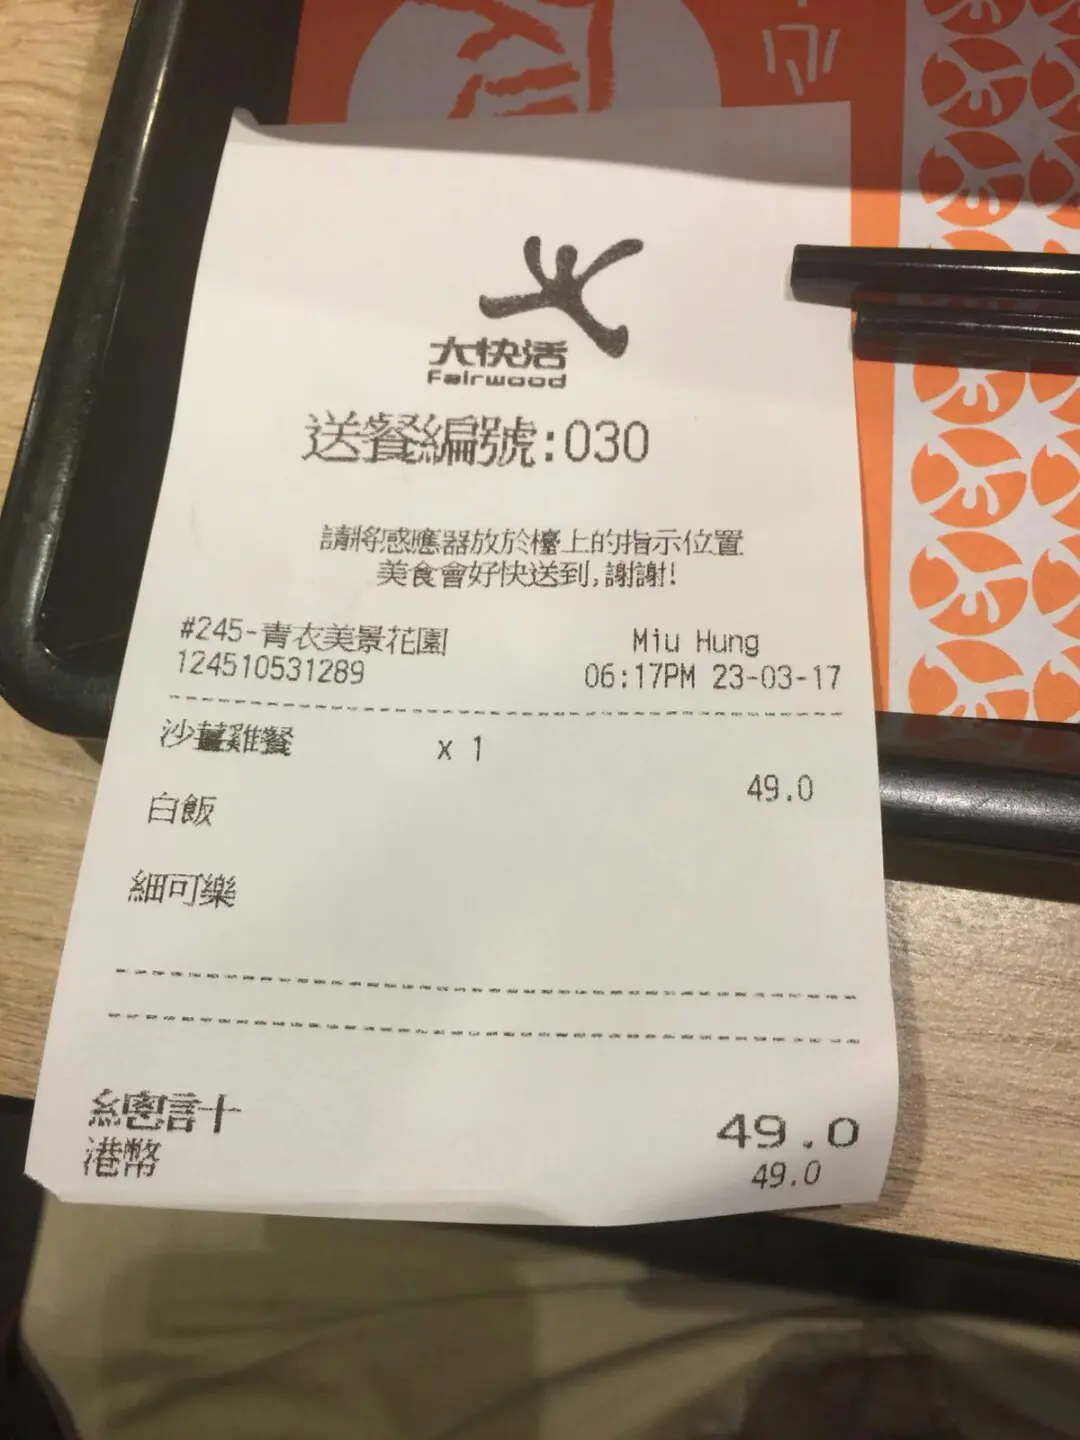 大快活
Fairwood
送餐編號:030
請將感應器放於檯上的指示位置
美食會好快送到,謝謝!
#245-青衣美景花園 Miu Hung
124510531289 06:17PM 23-03-17
沙薑雞餐 x 1
49.0
白飯
細可樂
總計 49.0
港幣 49.0